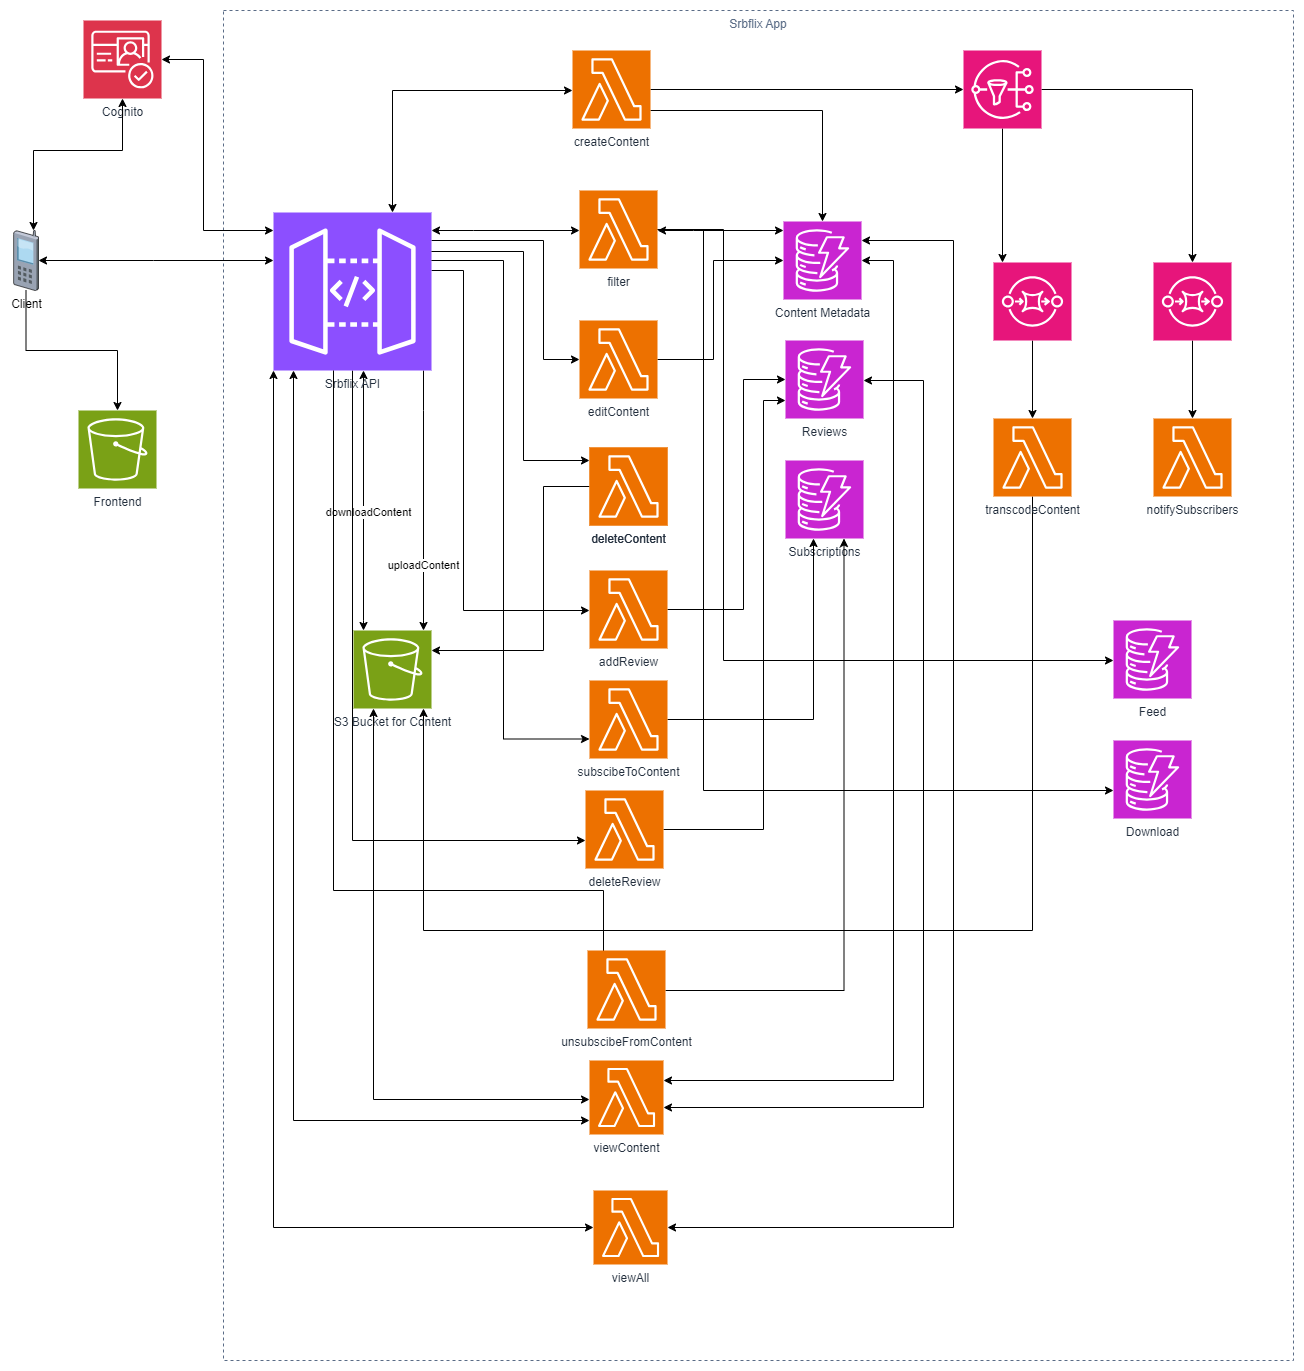 Srbflix App
Cognito
createContent
filter
Client
Content Metadata
Srbflix API
editContent
Reviews
Frontend
downloadContent
transcodeContent
notifySubscribers
deleteContent
Subscriptions
uploadContent
addReview
S3 Bucket for Content
Feed
subscibeToContent
Download
deleteReview
unsubscibeFromContent
viewContent
viewAll